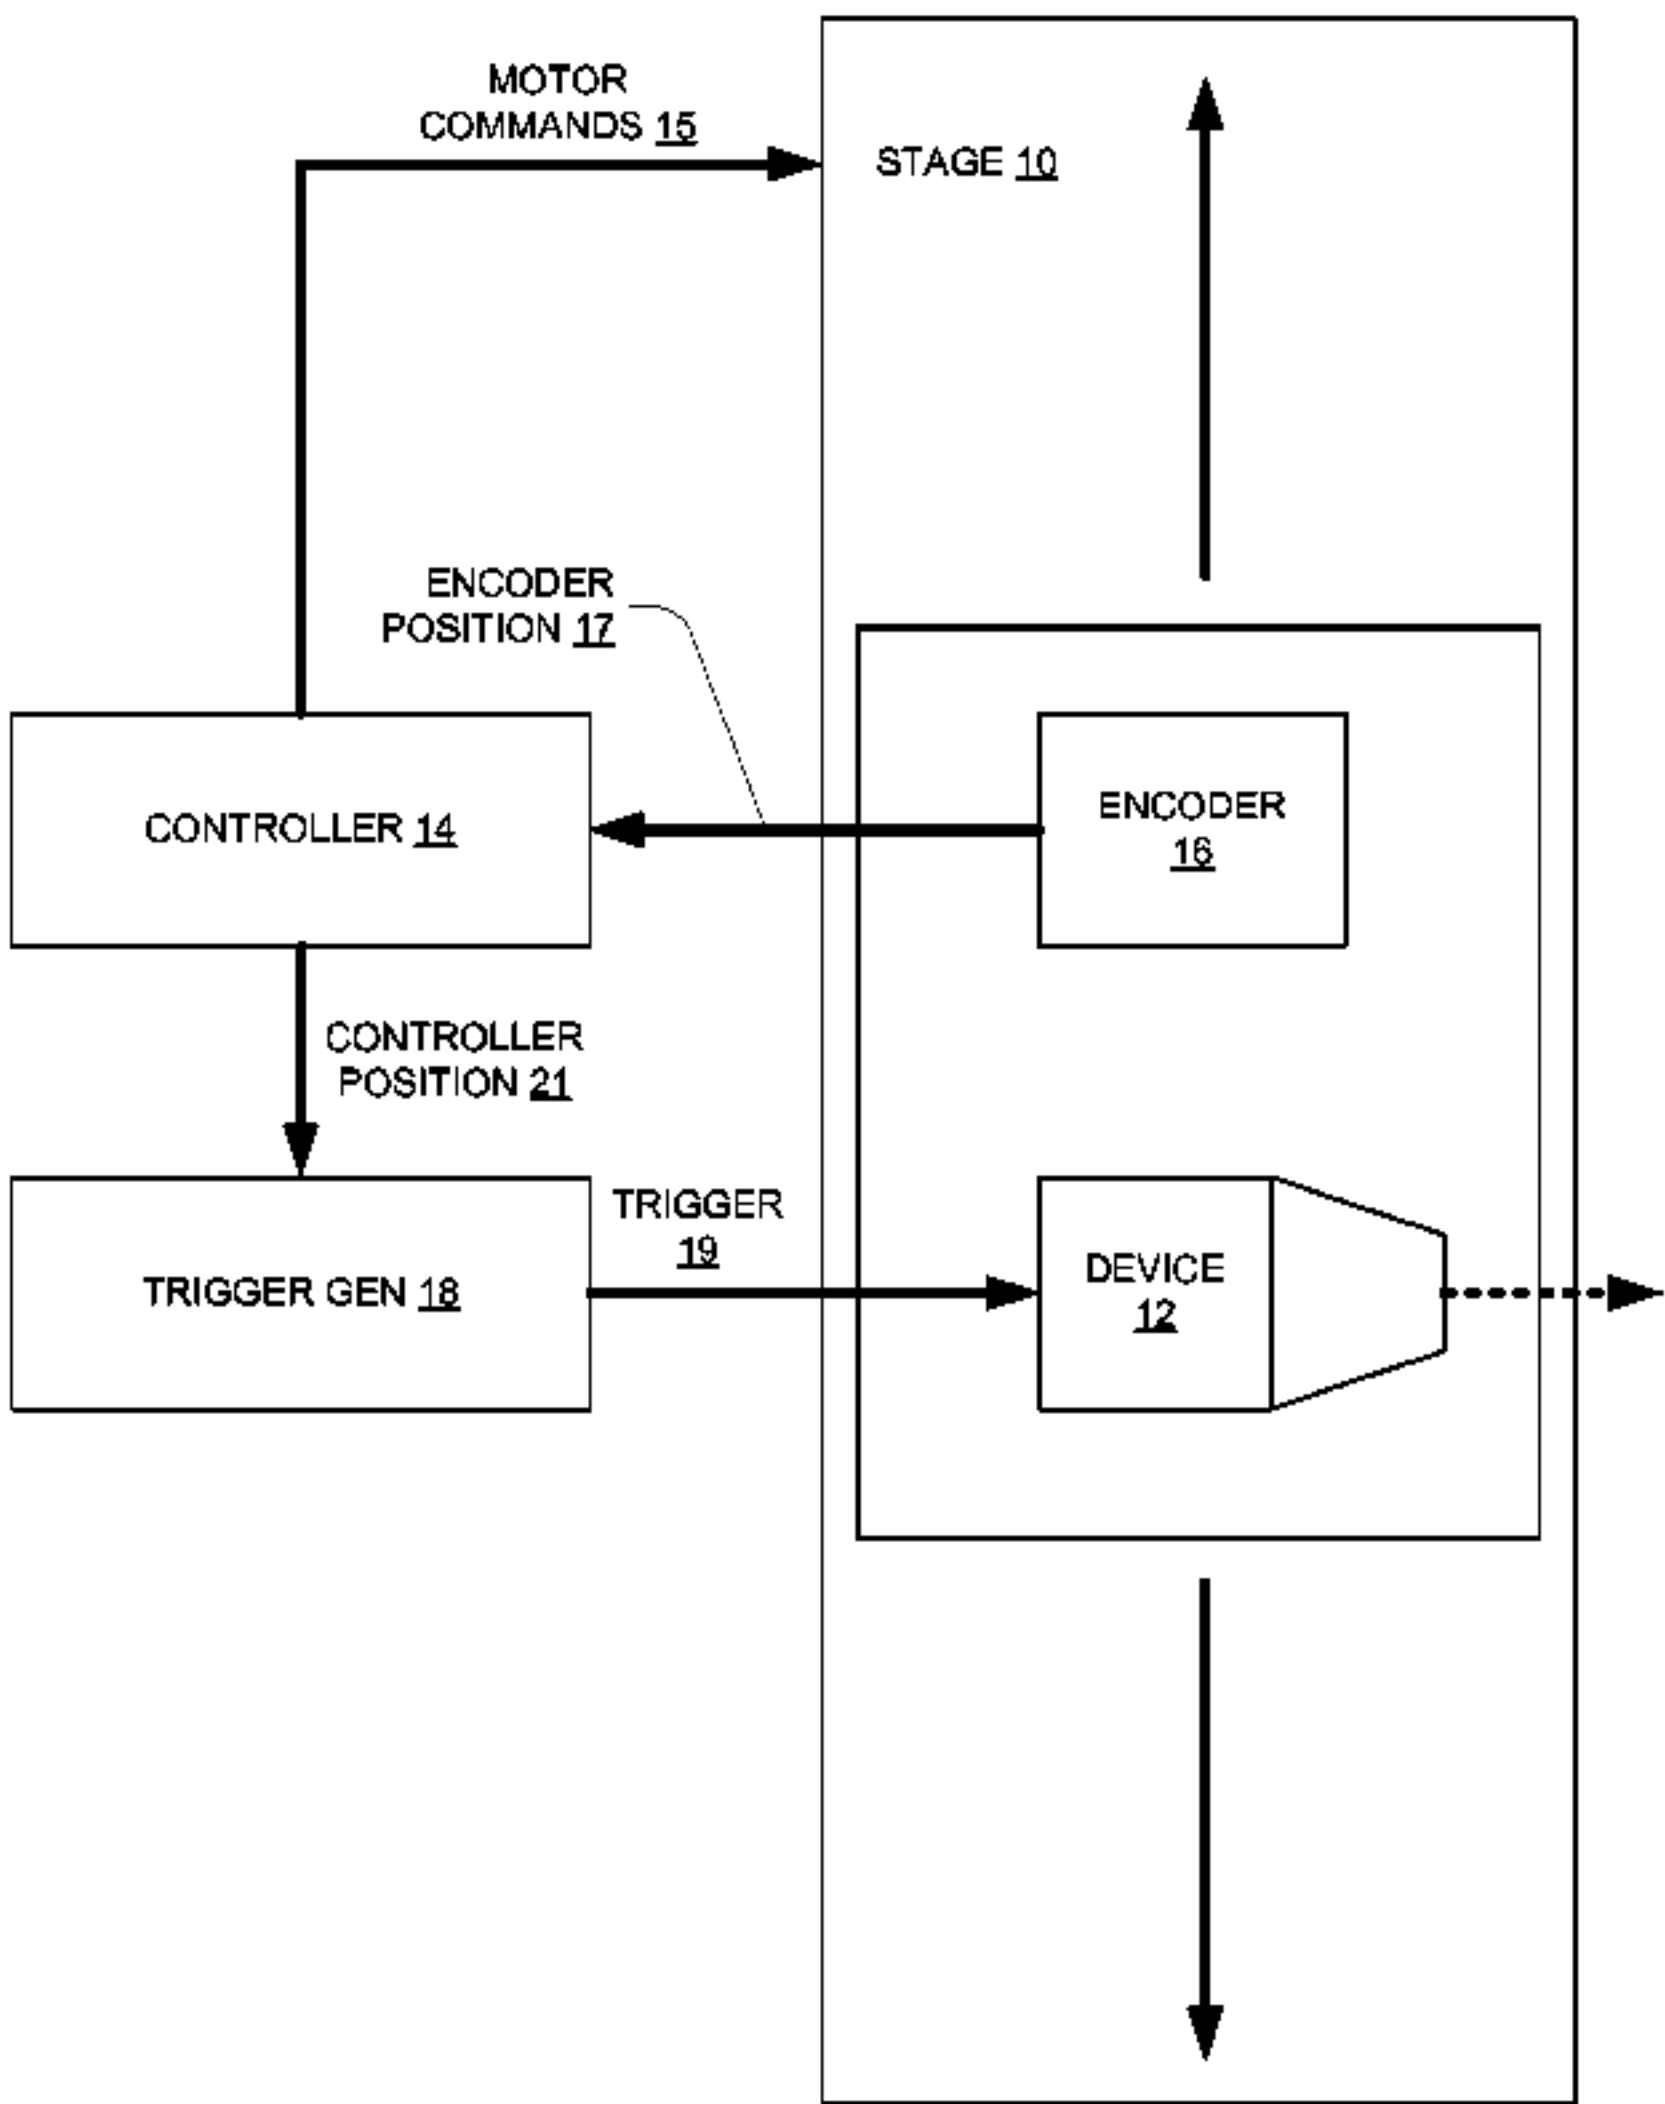 MOTOR
COMMANDS 15
STAGE 10
ENCODER
POSITION 17
CONTROLLER 14
ENCODER
16
CONTROLLER
POSITION 21
TRIGGER
19
TRIGGER GEN 18
DEVICE
12